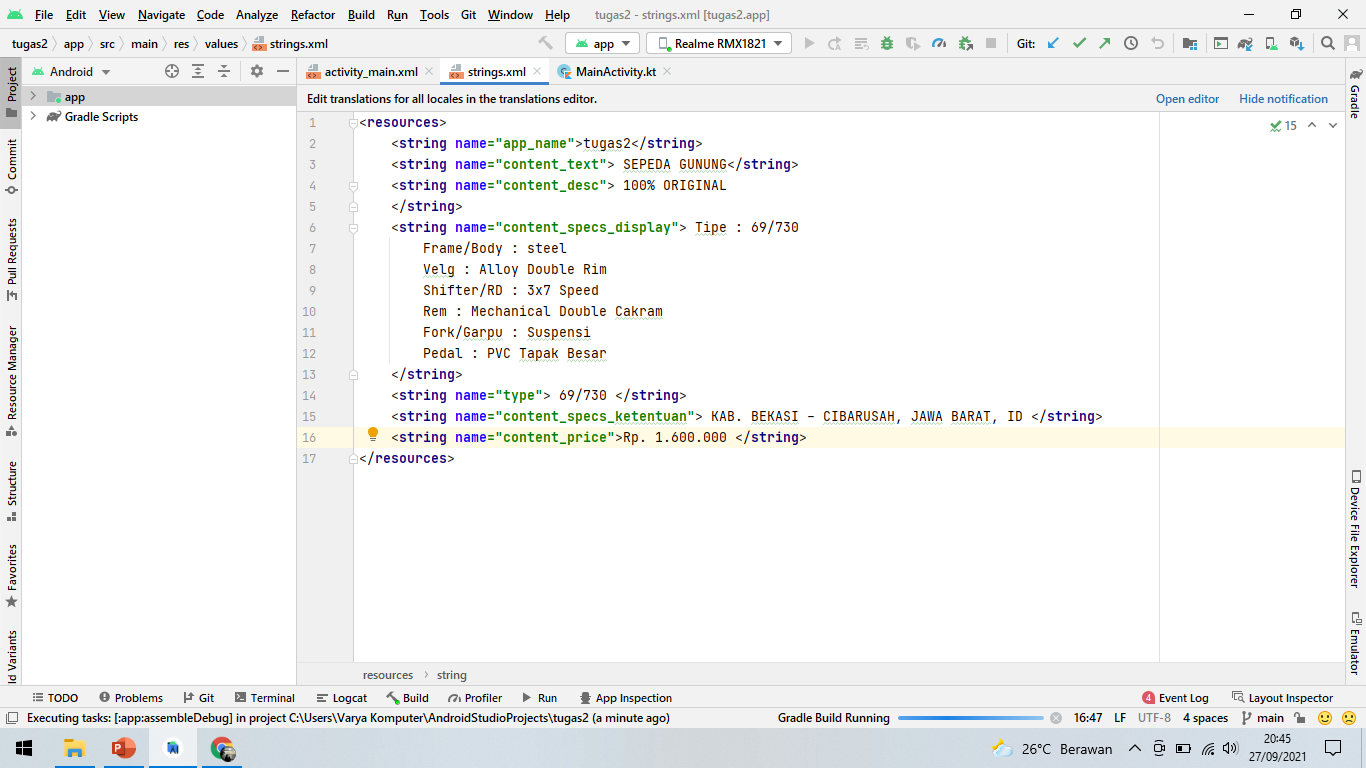 File Edit View Navigate Code Analyze Refactor Build Run Tools Git Window Help tugas2 - strings.xml [tugas2.app]
tugas2 app src main res values strings.xml app Realme RMX1821 Git:
Android activity_main.xml strings.xml MainActivity.kt
Project
Commit
Pull Requests
Resource Manager
Structure
Favorites
ld Variants
app
Gradle Scripts
Edit translations for all locales in the translations editor. Open editor Hide notification
15
1 <resources>
2 <string name="app_name">tugas2</string>
3 <string name="content_text"> SEPEDA GUNUNG</string>
4 <string name="content_desc"> 100% ORIGINAL
5 </string>
6 <string name="content_specs_display"> Tipe : 69/730
7 Frame/Body : steel
8 Velg : Alloy Double Rim
9 Shifter/RD : 3x7 Speed
10 Rem : Mechanical Double Cakram
11 Fork/Garpu : Suspensi
12 Pedal : PVC Tapak Besar
13 </string>
14 <string name="type"> 69/730 </string>
15 <string name="content_specs_ketentuan"> KAB. BEKASI - CIBARUSAH, JAWA BARAT, ID </string>
16 <string name="content_price">Rp. 1.600.000 </string>
17 </resources>
Gradle
Device File Explorer
Emulator
resources string
TODO Problems Git Terminal Logcat Build Profiler Run App Inspection 4 Event Log Layout Inspector
Executing tasks: [:app:assembleDebug] in project C:\Users\Varya Komputer\AndroidStudioProjects\tugas2 (a minute ago) Gradle Build Running 16:47 LF UTF-8 4 spaces main
26°C Berawan 20:45
27/09/2021